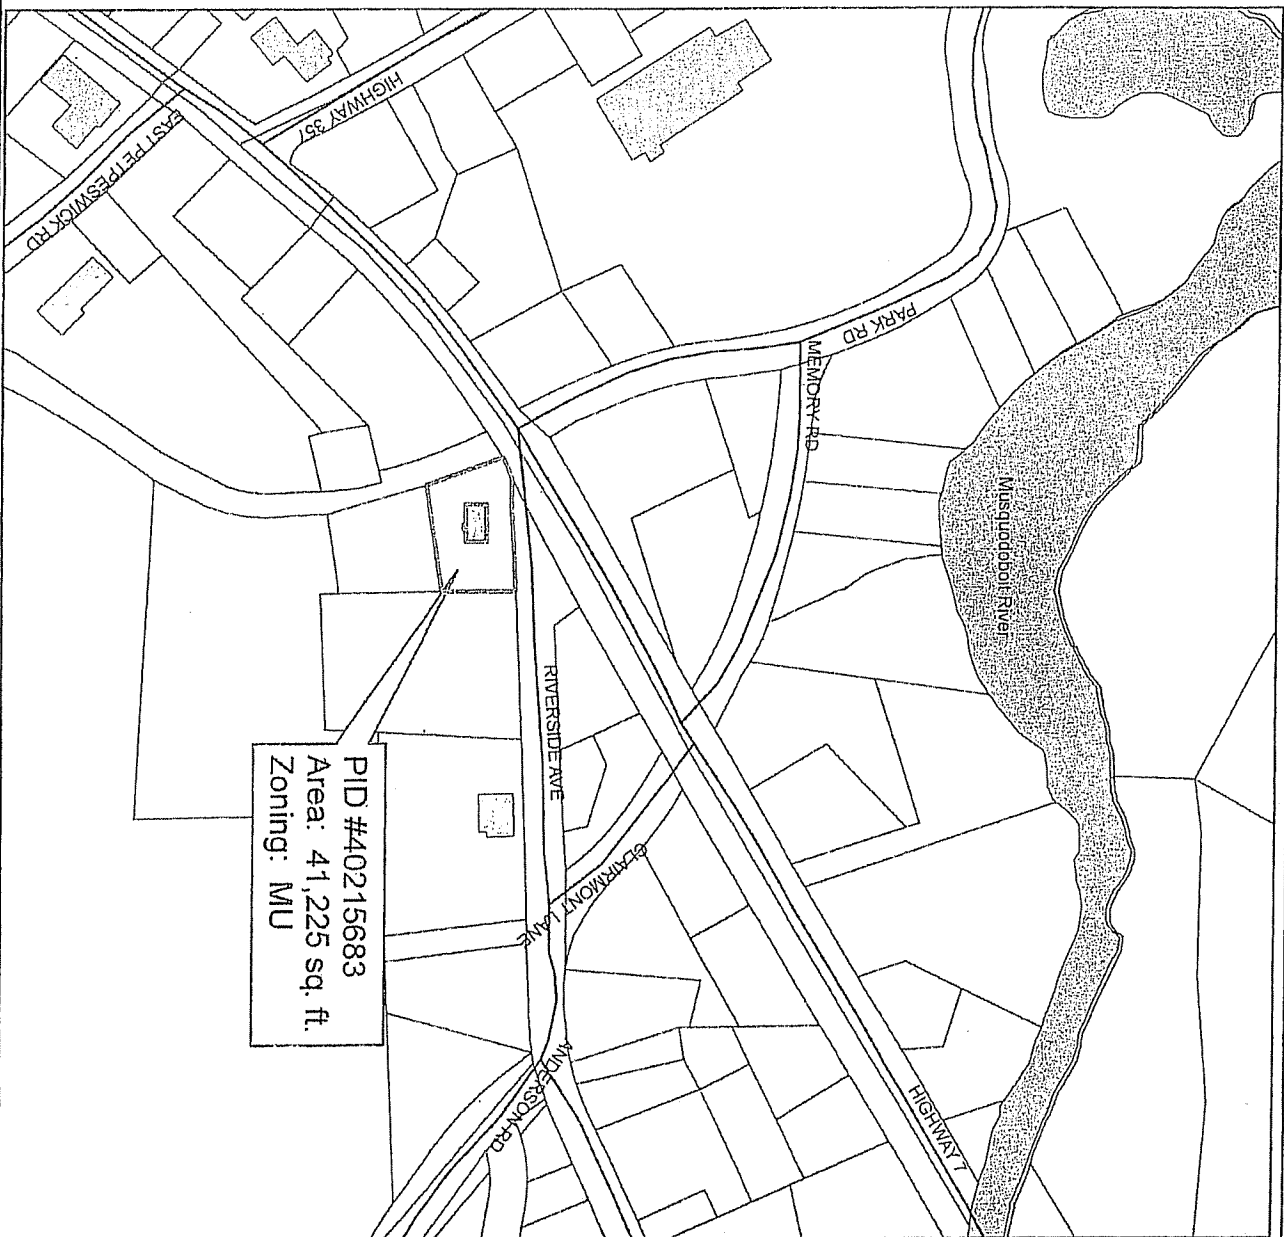 HIGHWAY 357
EAST PETPESWICK RD
PARK RD
MEMORY RD
Musquodoboit River
RIVERSIDE AVE
CLAIRMONT LANE
ANDERSON RD
HIGHWAY 7
PID #40215683
Area: 41,225 sq. ft.
Zoning: MU